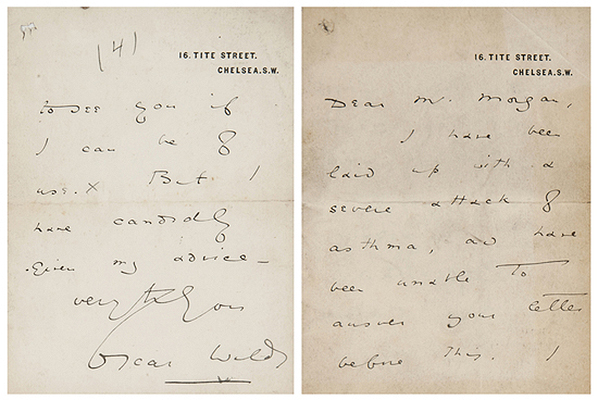 (4)
16. TITE STREET.
CHELSEA. S.W.
to see you if
I can be of
use. X But I
have candidly
given my advice –
very truly yours
Oscar Wilde
16. TITE STREET.
CHELSEA. S.W.
Dear Mr. Morgan,
I have been
laid up with a
severe attack of
asthma, and have
been unable to
answer your letter
before this. I